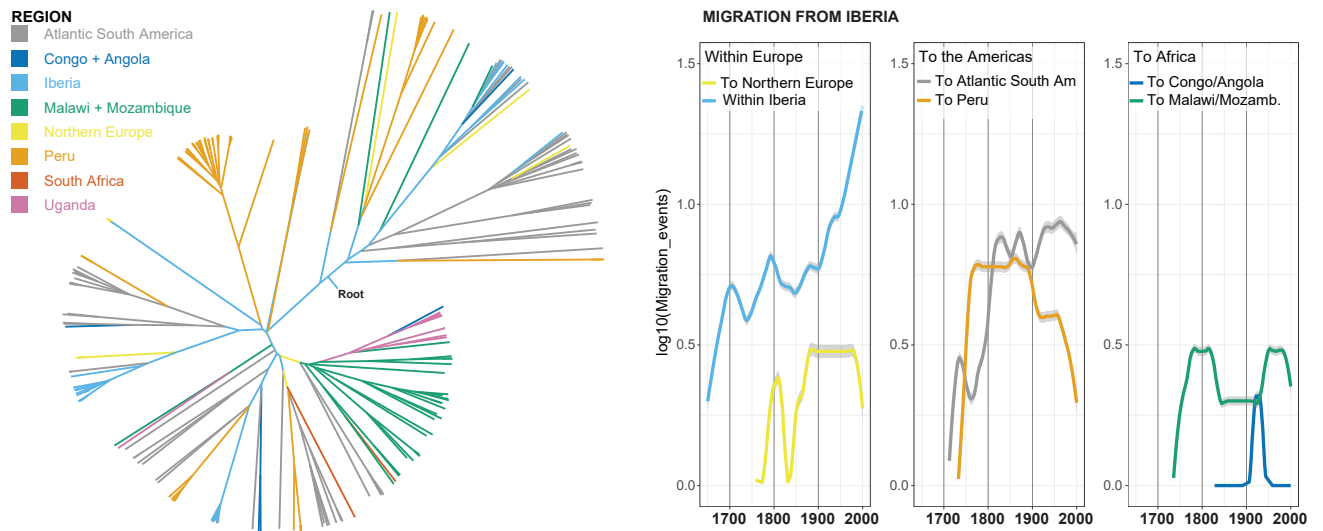 REGION
Atlantic South America
Congo + Angola
Iberia
Malawi + Mozambique
Northern Europe
Peru
South Africa
Uganda
Root
MIGRATION FROM IBERIA
log10(Migration_events)
Within Europe
To Northern Europe
Within Iberia
1.5
1.0
0.5
0.0
1700 1800 1900 2000
To the Americas
To Atlantic South Am
To Peru
1.5
1.0
0.5
0.0
1700 1800 1900 2000
To Africa
To Congo/Angola
To Malawi/Mozamb.
1.5
1.0
0.5
0.0
1700 1800 1900 2000